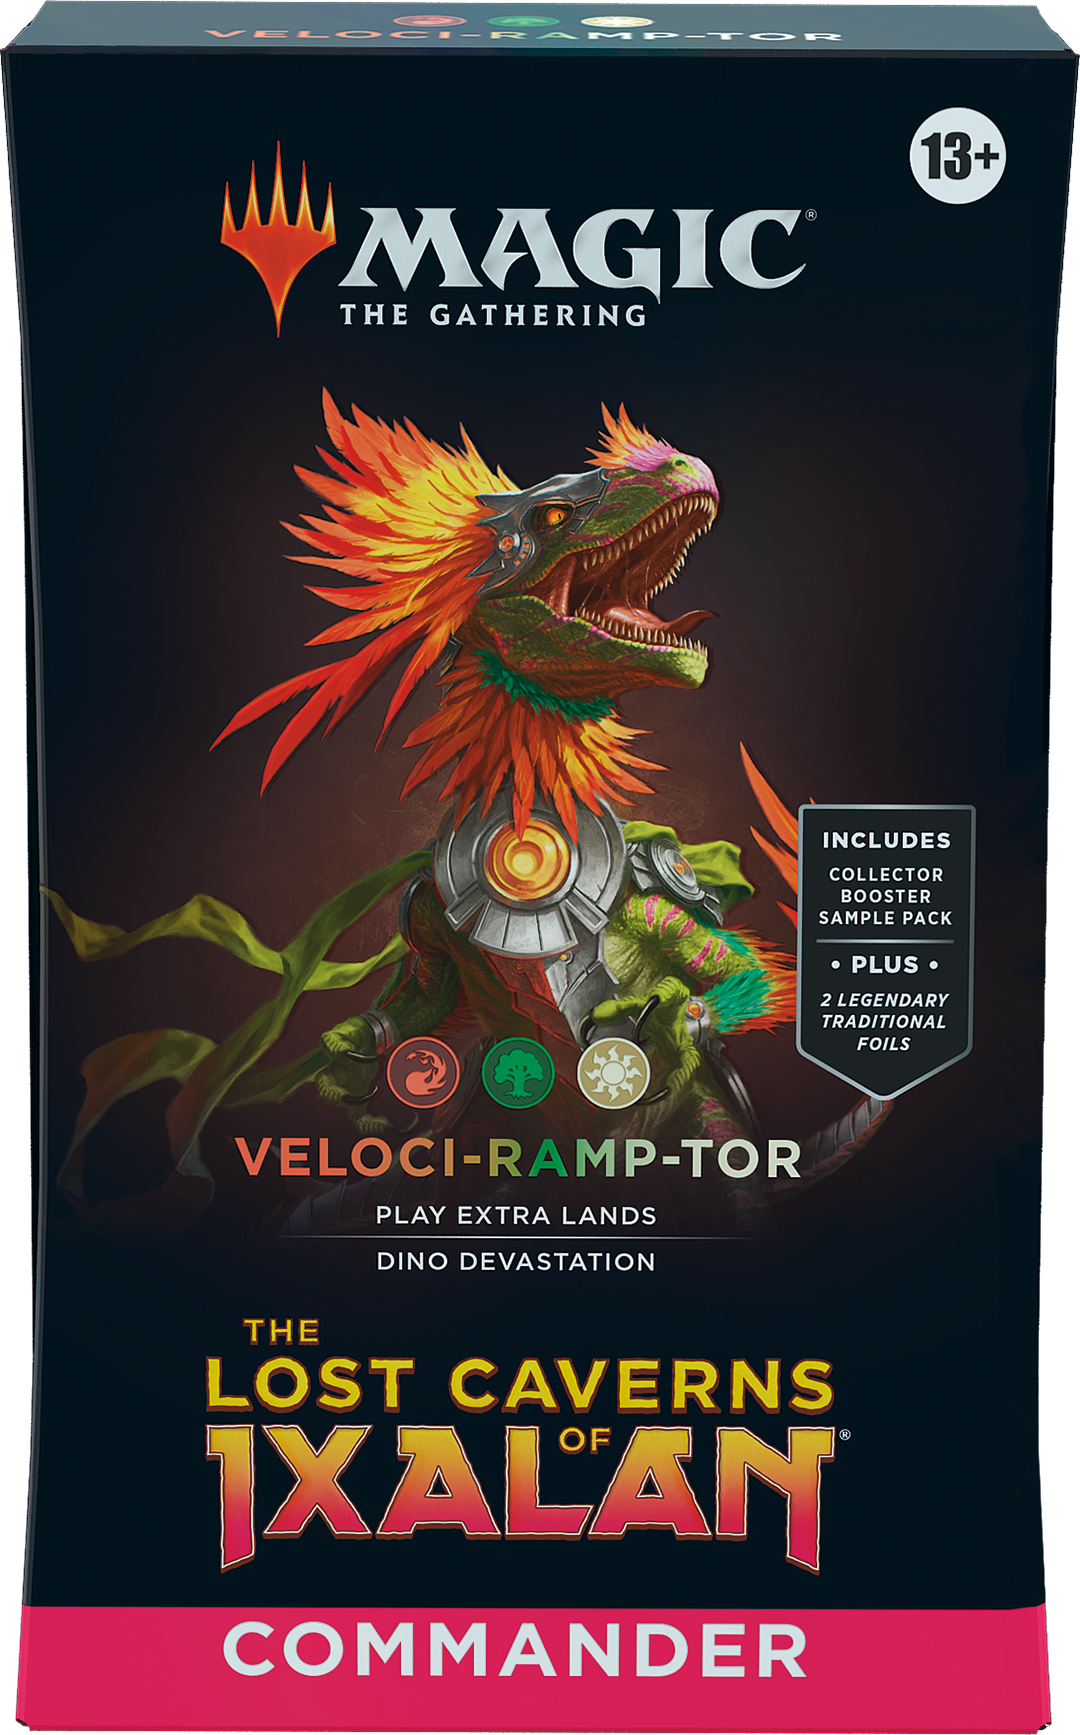 VELOCI-RAMP-TOR
13+
MAGIC®
THE GATHERING
INCLUDES
COLLECTOR
BOOSTER
SAMPLE PACK
• PLUS •
2 LEGENDARY
TRADITIONAL
FOILS
VELOCI-RAMP-TOR
PLAY EXTRA LANDS
DINO DEVASTATION
THE
LOST CAVERNS
OF
IXALAN®
COMMANDER